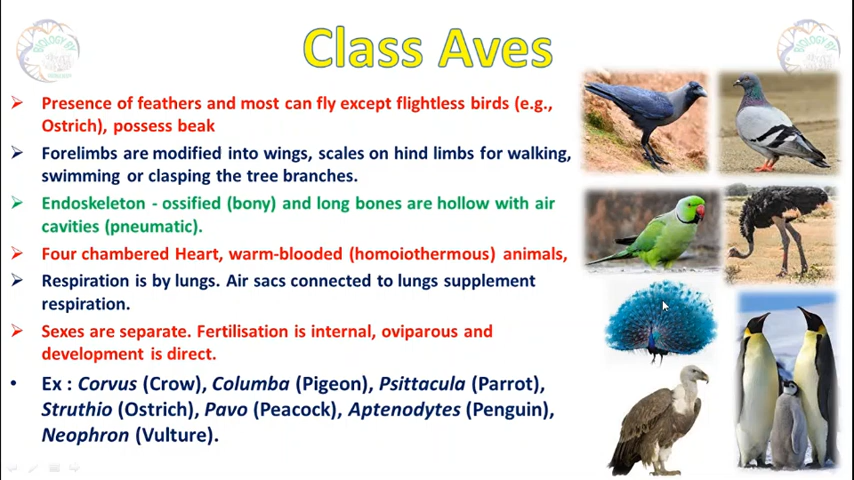 BIOLOGY BY
BIOLOGY BY
Class Aves
Presence of feathers and most can fly except flightless birds (e.g.,
Ostrich), possess beak
Forelimbs are modified into wings, scales on hind limbs for walking,
swimming or clasping the tree branches.
Endoskeleton - ossified (bony) and long bones are hollow with air
cavities (pneumatic).
Four chambered Heart, warm-blooded (homoiothermous) animals,
Respiration is by lungs. Air sacs connected to lungs supplement
respiration.
Sexes are separate. Fertilisation is internal, oviparous and
development is direct.
Ex : Corvus (Crow), Columba (Pigeon), Psittacula (Parrot),
Struthio (Ostrich), Pavo (Peacock), Aptenodytes (Penguin),
Neophron (Vulture).